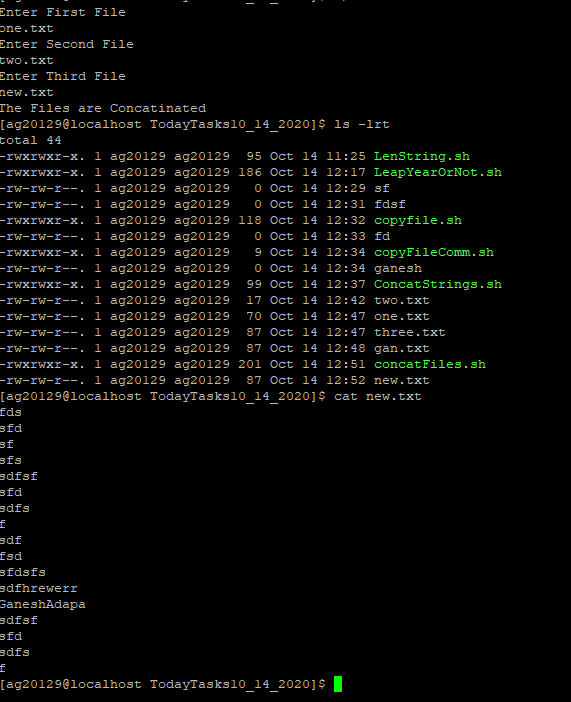 Enter First File
one.txt
Enter Second File
two.txt
Enter Third File
new.txt
The Files are Concatinated
[ag20129@localhost TodayTasks10_14_2020]$ ls -lrt
total 44
-rwxrwxr-x. 1 ag20129 ag20129  95 Oct 14 11:25 LenString.sh
-rwxrwxr-x. 1 ag20129 ag20129 186 Oct 14 12:17 LeapYearOrNot.sh
-rw-rw-r--. 1 ag20129 ag20129   0 Oct 14 12:29 sf
-rw-rw-r--. 1 ag20129 ag20129   0 Oct 14 12:31 fdsf
-rwxrwxr-x. 1 ag20129 ag20129 118 Oct 14 12:32 copyfile.sh
-rw-rw-r--. 1 ag20129 ag20129   0 Oct 14 12:33 fd
-rwxrwxr-x. 1 ag20129 ag20129   9 Oct 14 12:34 copyFileComm.sh
-rw-rw-r--. 1 ag20129 ag20129   0 Oct 14 12:34 ganesh
-rwxrwxr-x. 1 ag20129 ag20129  99 Oct 14 12:37 ConcatStrings.sh
-rw-rw-r--. 1 ag20129 ag20129  17 Oct 14 12:42 two.txt
-rw-rw-r--. 1 ag20129 ag20129  70 Oct 14 12:47 one.txt
-rw-rw-r--. 1 ag20129 ag20129  87 Oct 14 12:47 three.txt
-rw-rw-r--. 1 ag20129 ag20129  87 Oct 14 12:48 gan.txt
-rwxrwxr-x. 1 ag20129 ag20129 201 Oct 14 12:51 concatFiles.sh
-rw-rw-r--. 1 ag20129 ag20129  87 Oct 14 12:52 new.txt
[ag20129@localhost TodayTasks10_14_2020]$ cat new.txt
fds
sfd
sf
sfs
sdfsf
sfd
sdfs
f
sdf
fsd
sfdsfs
sdfhrewerr
GaneshAdapa
sdfsf
sfd
sdfs
f
[ag20129@localhost TodayTasks10_14_2020]$